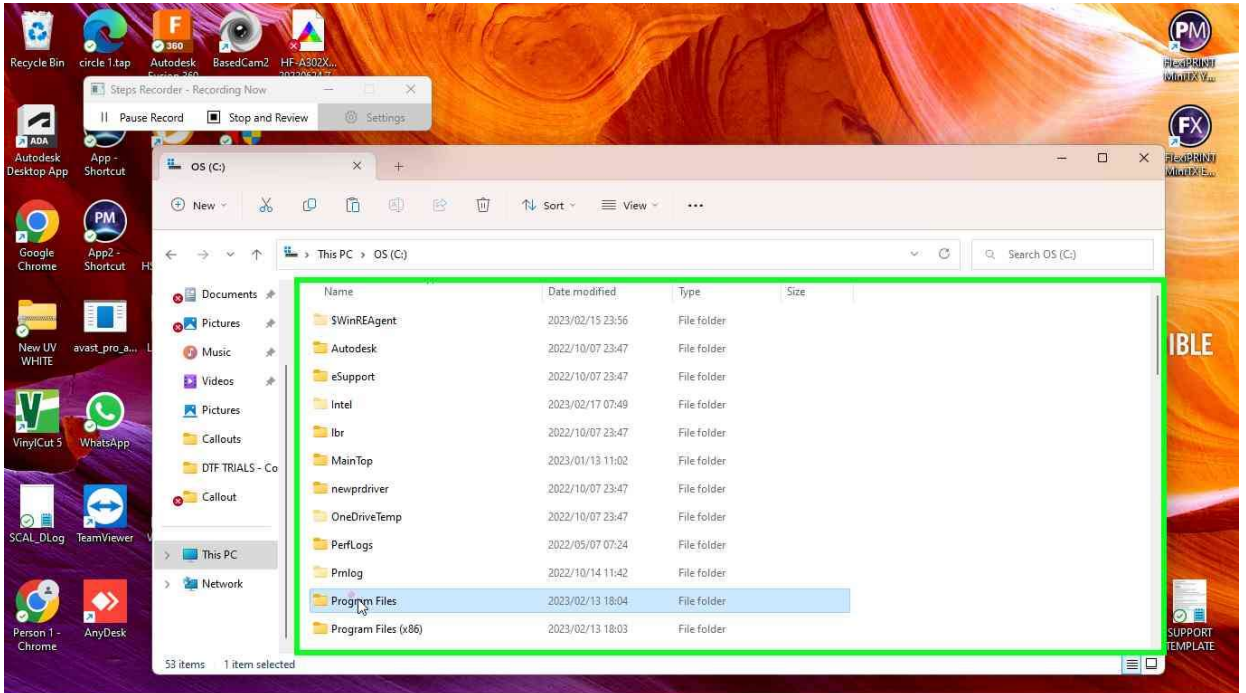 Recycle Bin
circle 1.tap
Autodesk
BasedCam2
HF-A302X...
Steps Recorder - Recording Now
Pause Record
Stop and Review
Settings
Autodesk
Desktop App
App -
Shortcut
Google
Chrome
App2 -
Shortcut
New UV
WHITE
avast_pro_a...
VinylCut 5
WhatsApp
SCAL_DLog
TeamViewer
Person 1 -
Chrome
AnyDesk
OS (C:)
New
Sort
View
This PC > OS (C:)
Search OS (C:)
Documents
Pictures
Music
Videos
Pictures
Callouts
DTF TRIALS - Co
Callout
This PC
Network
Name Date modified Type Size
$WinREAgent 2023/02/15 23:56 File folder
Autodesk 2022/10/07 23:47 File folder
eSupport 2022/10/07 23:47 File folder
Intel 2023/02/17 07:49 File folder
lbr 2022/10/07 23:47 File folder
MainTop 2023/01/13 11:02 File folder
newprdriver 2022/10/07 23:47 File folder
OneDriveTemp 2022/10/07 23:47 File folder
PerfLogs 2022/05/07 07:24 File folder
Prnlog 2022/10/14 11:42 File folder
Program Files 2023/02/13 18:04 File folder
Program Files (x86) 2023/02/13 18:03 File folder
53 items 1 item selected
PM
FX
IBLE
SUPPORT
TEMPLATE